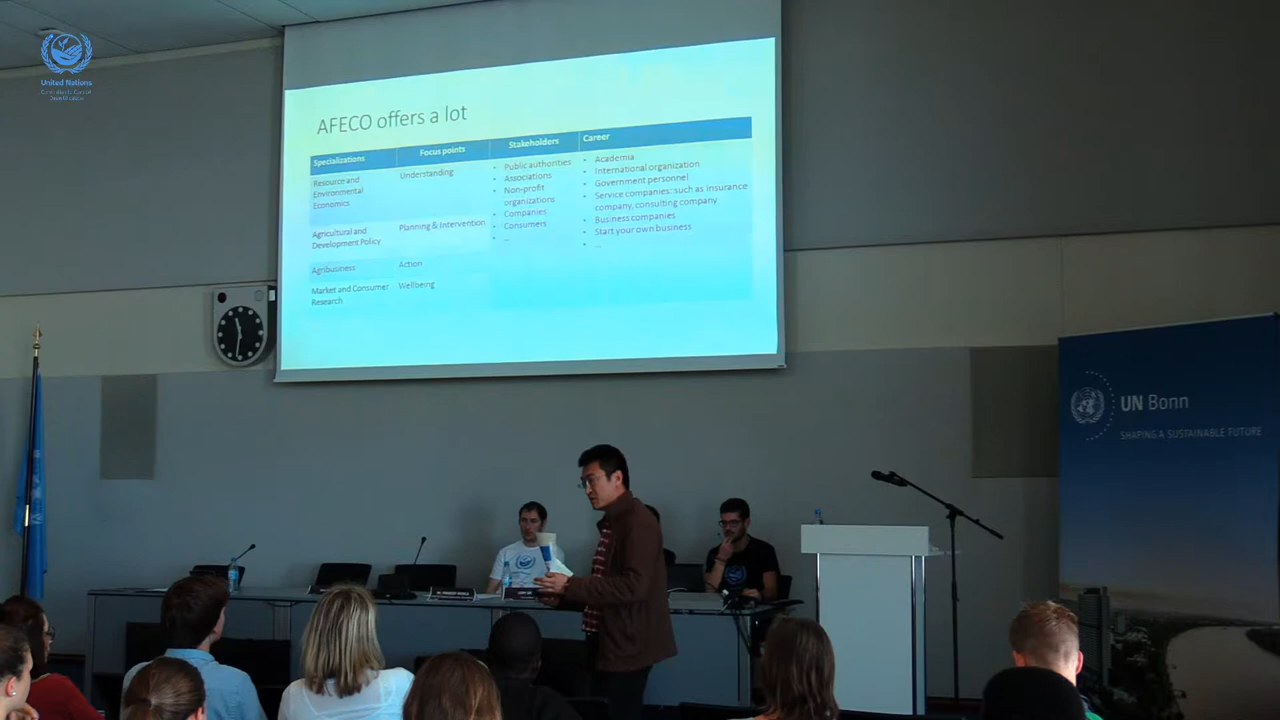 United Nations
AFECO offers a lot
Specializations
Focus points
Stakeholders
Career
Resource and
Environmental
Economics
Understanding
• Public authorities
• Associations
• Non-profit
organizations
• Companies
• Consumers
• ...
• Academia
• International organization
• Government personnel
• Service companies: such as insurance
company, consulting company
• Business companies
• Start your own business
• ...
Agricultural and
Development Policy
Planning & Intervention
Agribusiness
Action
Market and Consumer
Research
Wellbeing
UN Bonn
SHAPING A SUSTAINABLE FUTURE